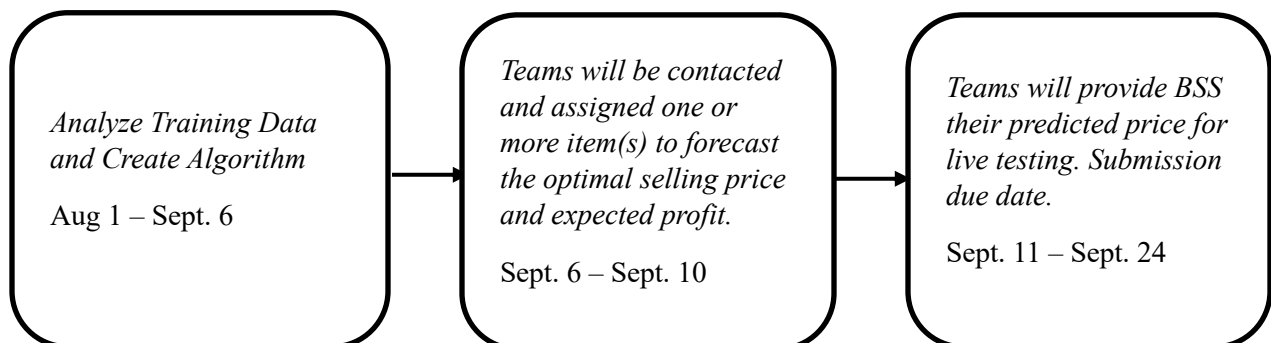 Analyze Training Data
and Create Algorithm
Aug 1 – Sept. 6
Teams will be contacted
and assigned one or
more item(s) to forecast
the optimal selling price
and expected profit.
Sept. 6 – Sept. 10
Teams will provide BSS
their predicted price for
live testing. Submission
due date.
Sept. 11 – Sept. 24